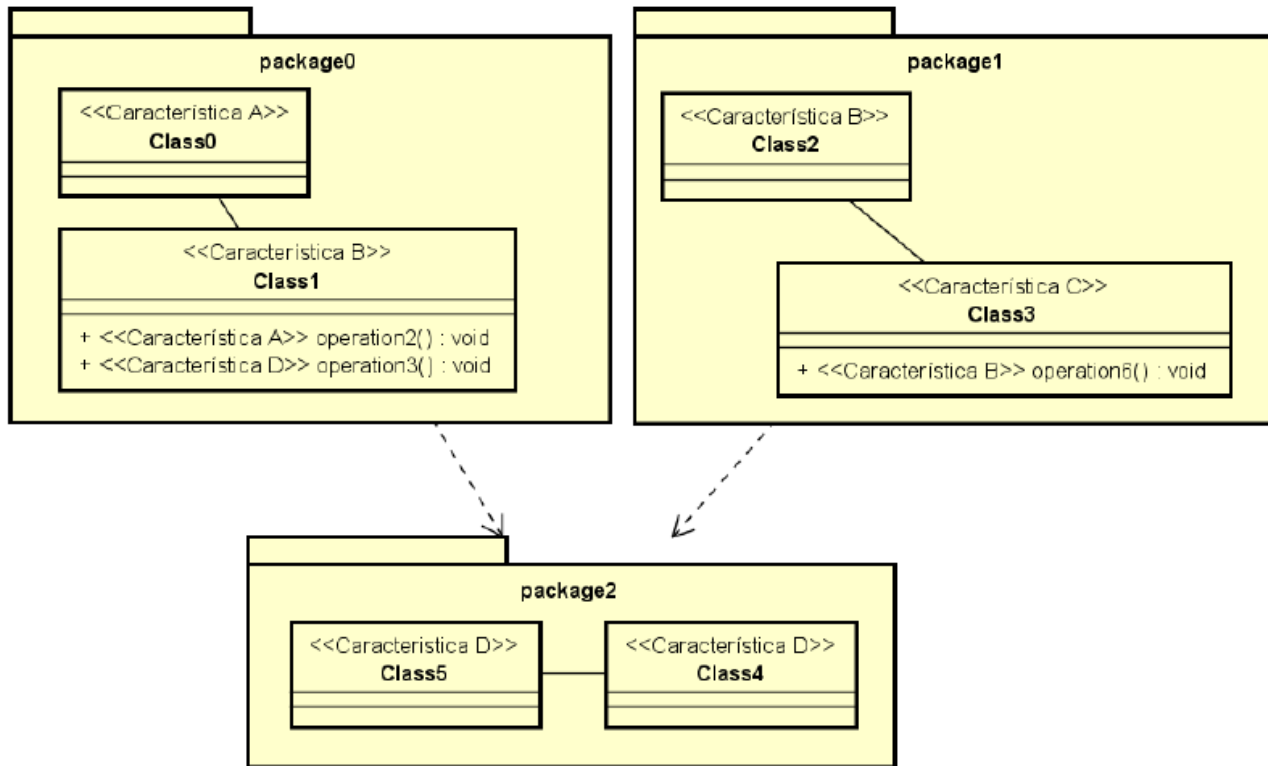 package0
<<Característica A>>
Class0
<<Característica B>>
Class1
+ <<Característica A>> operation2() : void
+ <<Característica D>> operation3() : void
package1
<<Característica B>>
Class2
<<Característica C>>
Class3
+ <<Característica B>> operation6() : void
package2
<<Caracteristica D>>
Class5
<<Característica D>>
Class4